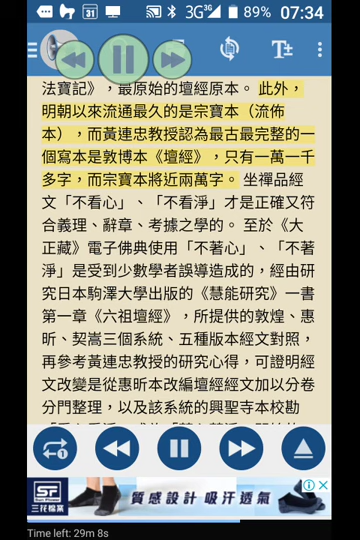 31
3G
3G
89%
07:34
T±
法寶記》，最原始的壇經原本。 此外，
明朝以來流通最久的是宗寶本（流佈
本），而黃連忠教授認為最古最完整的一
個寫本是敦博本《壇經》，只有一萬一千
多字，而宗寶本將近兩萬字。 坐禪品經
文「不看心」、「不看淨」才是正確又符
合義理、辭章、考據之學的。 至於《大
正藏》電子佛典使用「不著心」、「不著
淨」是受到少數學者誤導造成的，經由研
究日本駒澤大學出版的《慧能研究》一書
第一章《六祖壇經》，所提供的敦煌、惠
昕、契嵩三個系統、五種版本經文對照，
再參考黃連忠教授的研究心得，可證明經
文改變是從惠昕本改編壇經經文加以分卷
分門整理，以及該系統的興聖寺本校勘
1
SF
三花棉業
質感設計 吸汗透氣
Time left: 29m 8s